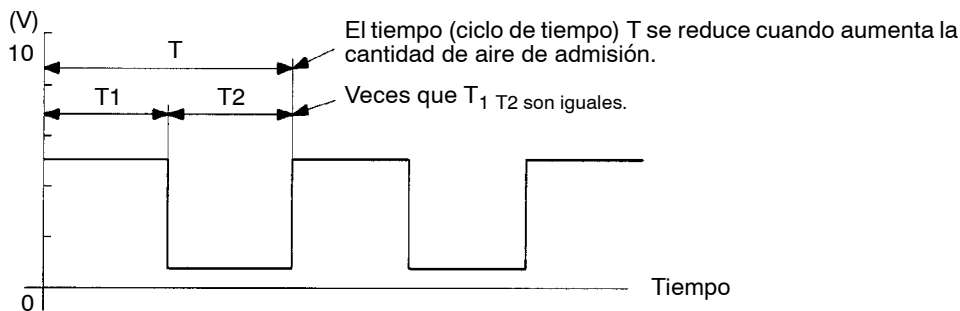 (V)
10
El tiempo (ciclo de tiempo) T se reduce cuando aumenta la
cantidad de aire de admisión.
T
T1
T2
Veces que T1 T2 son iguales.
Tiempo
0